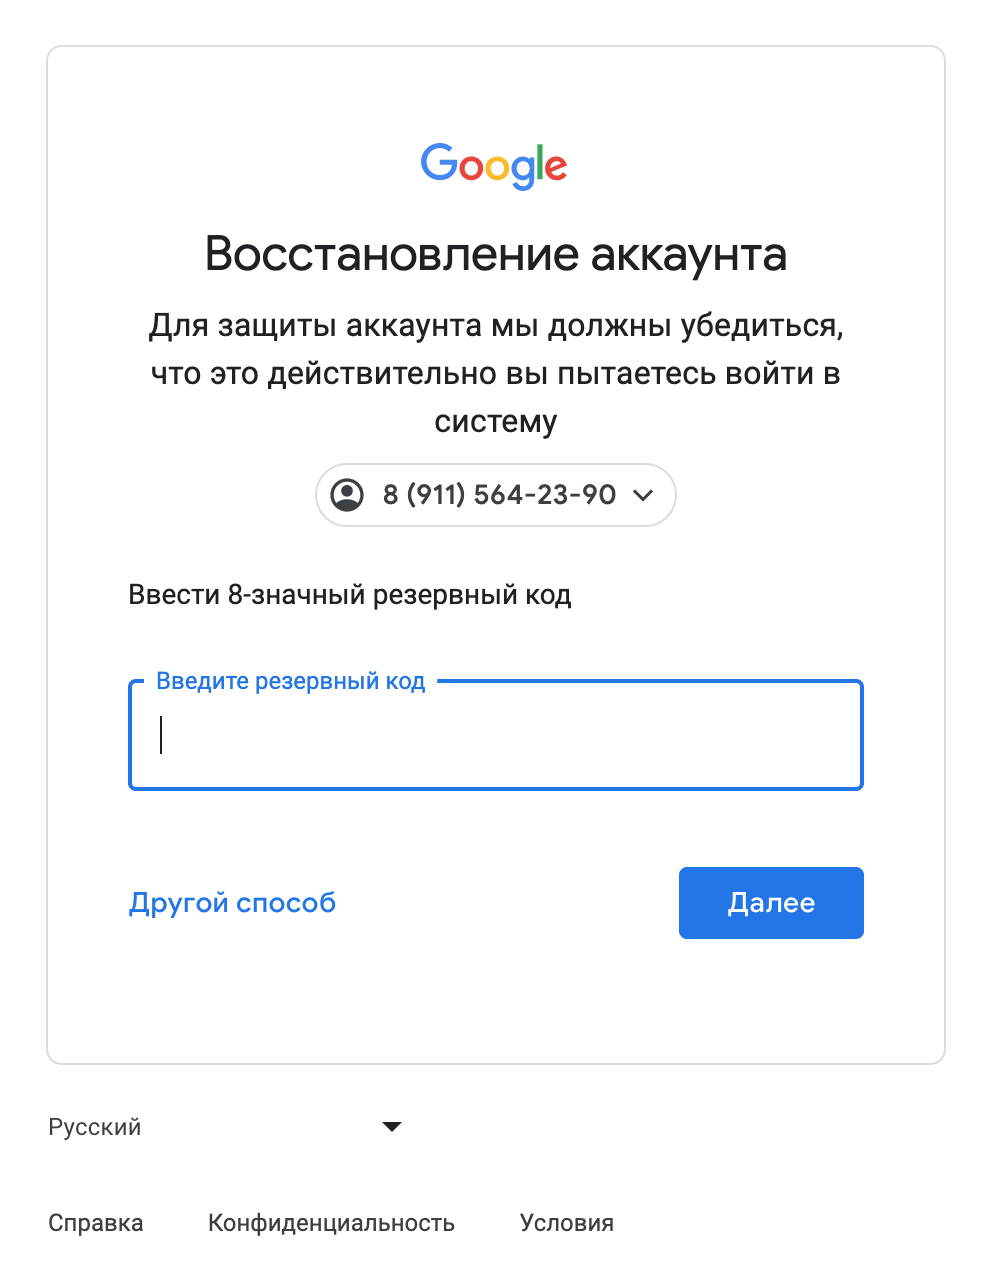 Google
Восстановление аккаунта
Для защиты аккаунта мы должны убедиться,
что это действительно вы пытаетесь войти в
систему
8 (911) 564-23-90
Ввести 8-значный резервный код
Введите резервный код
Другой способ
Далее
Русский
Справка
Конфиденциальность
Условия